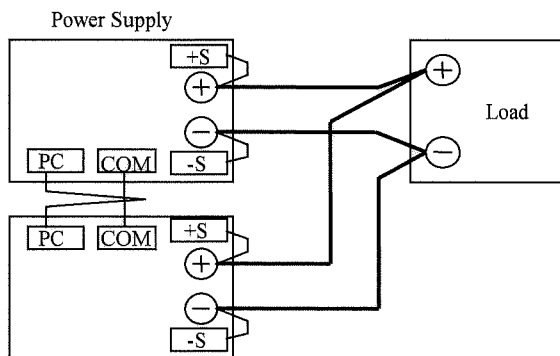 Power Supply
+S
+
−
-S
PC COM
Load
+
−
PC COM
+S
+
−
-S